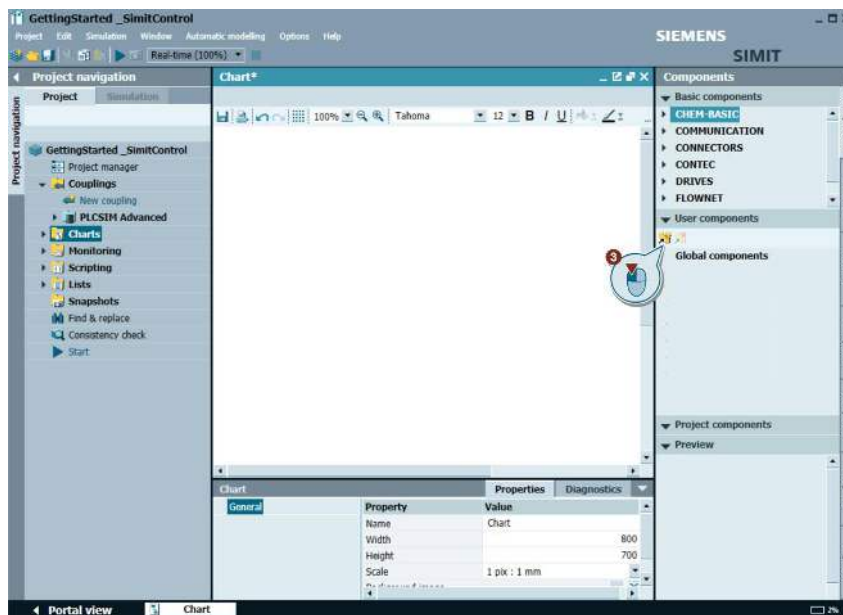 GettingStarted _SimitControl
Project Edit Simulation Window Automatic modelling Options Help
SIEMENS
Real-time (100%)
SIMIT
Project navigation
Project Simulation
Project navigation
GettingStarted _SimitControl
Project manager
Couplings
New coupling
PLCSIM Advanced
Charts
Monitoring
Scripting
Lists
Snapshots
Find & replace
Consistency check
Start
Chart*
100% Tahoma 12 B I U
Chart
Properties Diagnostics
General
Property Value
Name Chart
Width 800
Height 700
Scale 1 pix : 1 mm
Components
Basic components
CHEM-BASIC
COMMUNICATION
CONNECTORS
CONTEC
DRIVES
FLOWNET
User components
3
Global components
Project components
Preview
Portal view Chart
2%